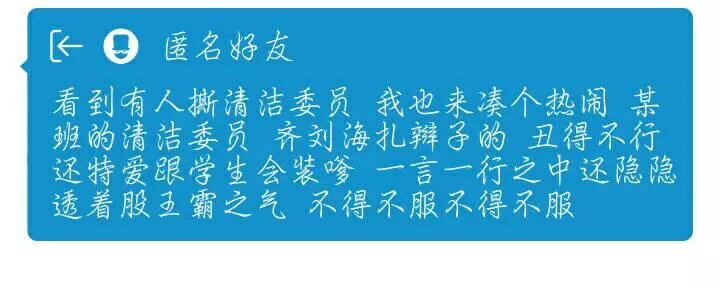 匿名好友
看到有人撕清洁委员 我也来凑个热闹 某
班的清洁委员 齐刘海扎辫子的 丑得不行
还特爱跟学生会装嗲 一言一行之中还隐隐
透着股王霸之气 不得不服不得不服